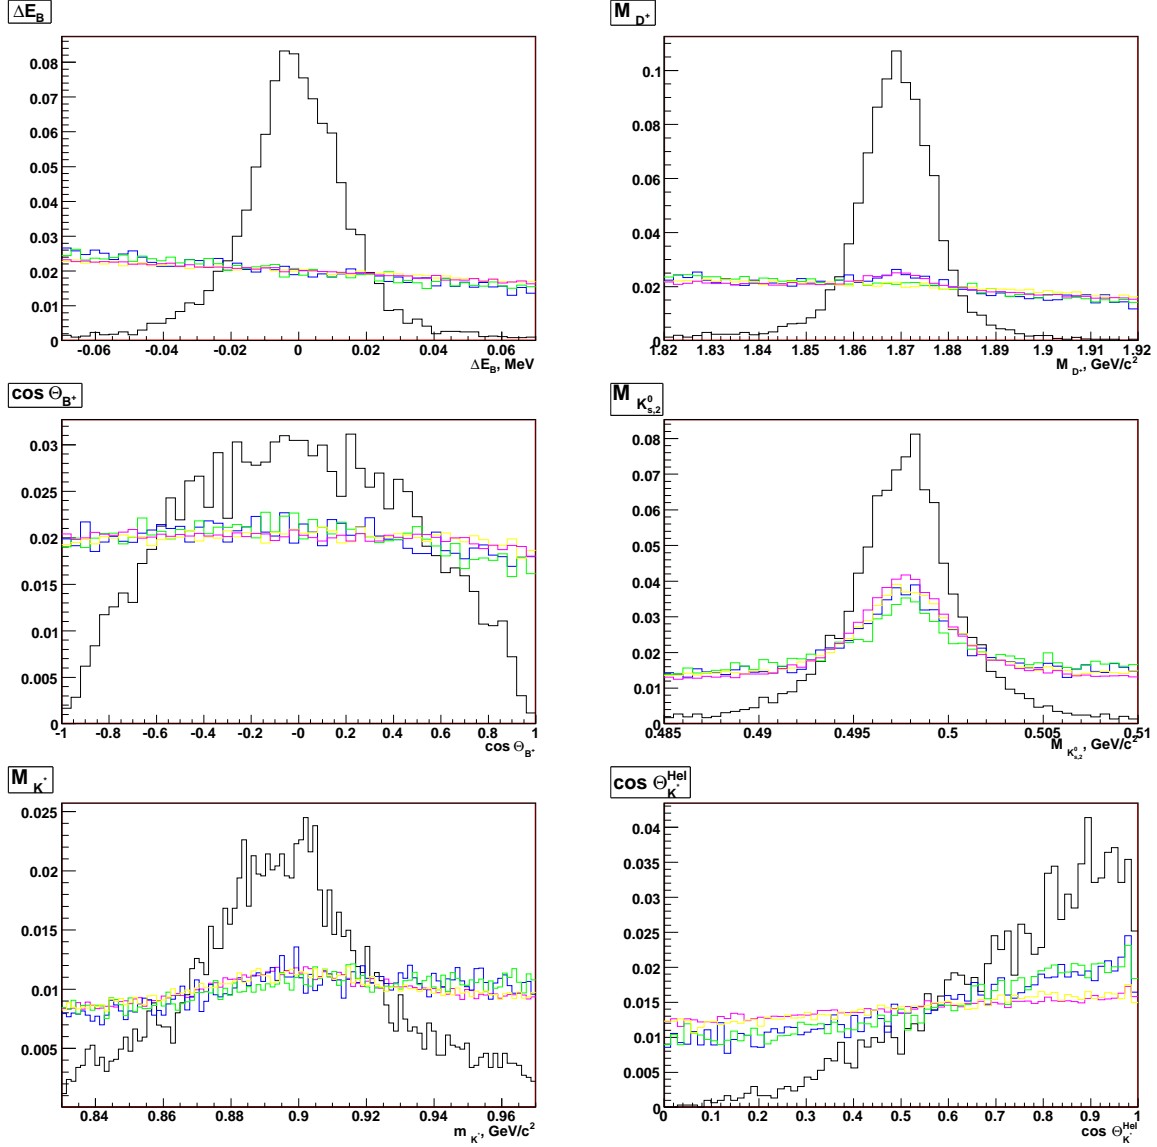 ΔE_B
0.08
0.07
0.06
0.05
0.04
0.03
0.02
0.01
0
-0.06 -0.04 -0.02 0 0.02 0.04 0.06
ΔE_B, MeV
M_D⁺
0.1
0.08
0.06
0.04
0.02
0
1.82 1.83 1.84 1.85 1.86 1.87 1.88 1.89 1.9 1.91 1.92
M_D⁺, GeV/c²
cos Θ_B⁺
0.03
0.025
0.02
0.015
0.01
0.005
0
-1 -0.8 -0.6 -0.4 -0.2 -0 0.2 0.4 0.6 0.8 1
cos Θ_B⁺
M_K⁰s,2
0.08
0.07
0.06
0.05
0.04
0.03
0.02
0.01
0
0.485 0.49 0.495 0.5 0.505 0.51
M_K⁰s,2, GeV/c²
M_K*
0.025
0.02
0.015
0.01
0.005
0
0.84 0.86 0.88 0.9 0.92 0.94 0.96
m_K*, GeV/c²
cos Θ_K*^Hel
0.04
0.035
0.03
0.025
0.02
0.015
0.01
0.005
0
0 0.1 0.2 0.3 0.4 0.5 0.6 0.7 0.8 0.9 1
cos Θ_K*^Hel